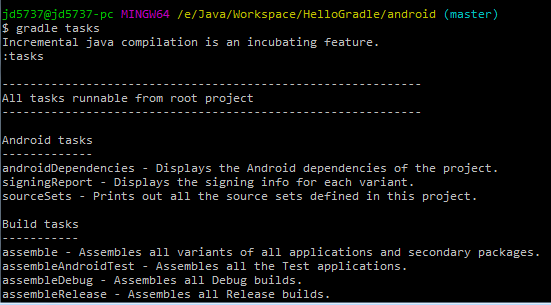 jd5737@jd5737-pc MINGW64 /e/Java/Workspace/HelloGradle/android (master)
$ gradle tasks
Incremental java compilation is an incubating feature.
:tasks
------------------------------------------------------------
All tasks runnable from root project
------------------------------------------------------------
Android tasks
-------------
androidDependencies - Displays the Android dependencies of the project.
signingReport - Displays the signing info for each variant.
sourceSets - Prints out all the source sets defined in this project.
Build tasks
-----------
assemble - Assembles all variants of all applications and secondary packages.
assembleAndroidTest - Assembles all the Test applications.
assembleDebug - Assembles all Debug builds.
assembleRelease - Assembles all Release builds.